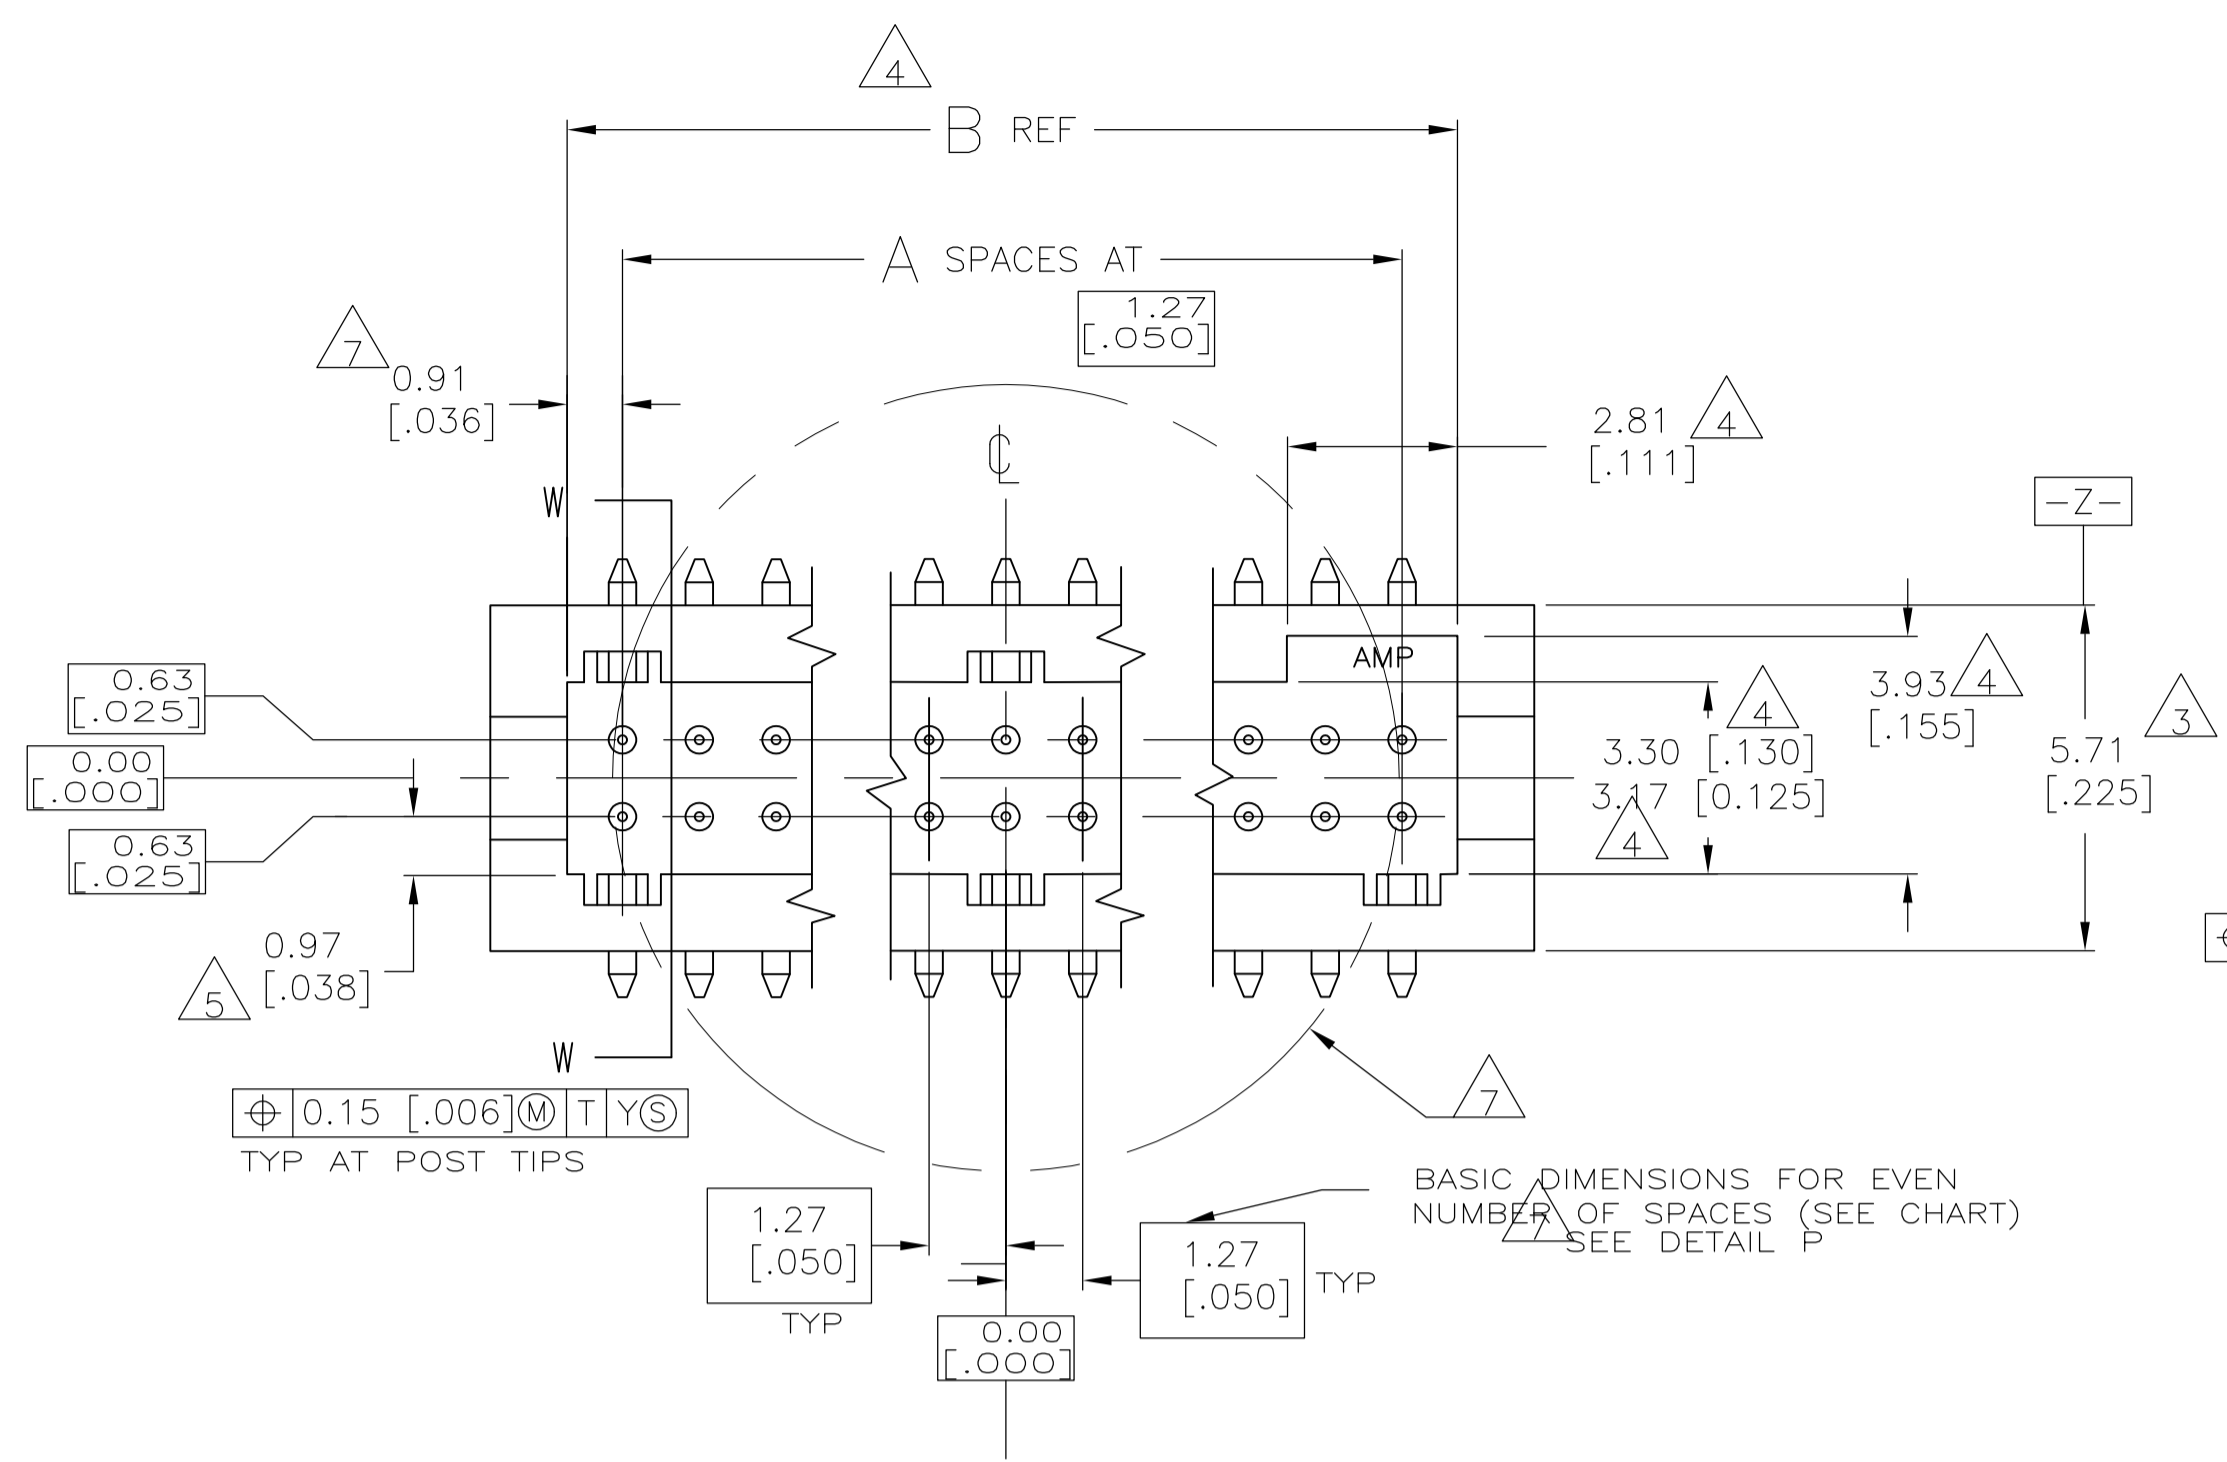 4
B REF
A SPACES AT
1.27
[.050]
7
0.91
[.036]
CL
2.81
[.111]
4
W
-Z-
AMP
0.63
[.025]
0.00
[.000]
0.63
[.025]
3.93
[.155]
4
4
3.30 [.130]
3.17 [0.125]
4
3
5.71
[.225]
0.97
[.038]
5
W
0.15 [.006] M T Y S
TYP AT POST TIPS
7
BASIC DIMENSIONS FOR EVEN
NUMBER OF SPACES (SEE CHART)
7
SEE DETAIL P
1.27
[.050]
TYP
1.27
[.050]
TYP
0.00
[.000]